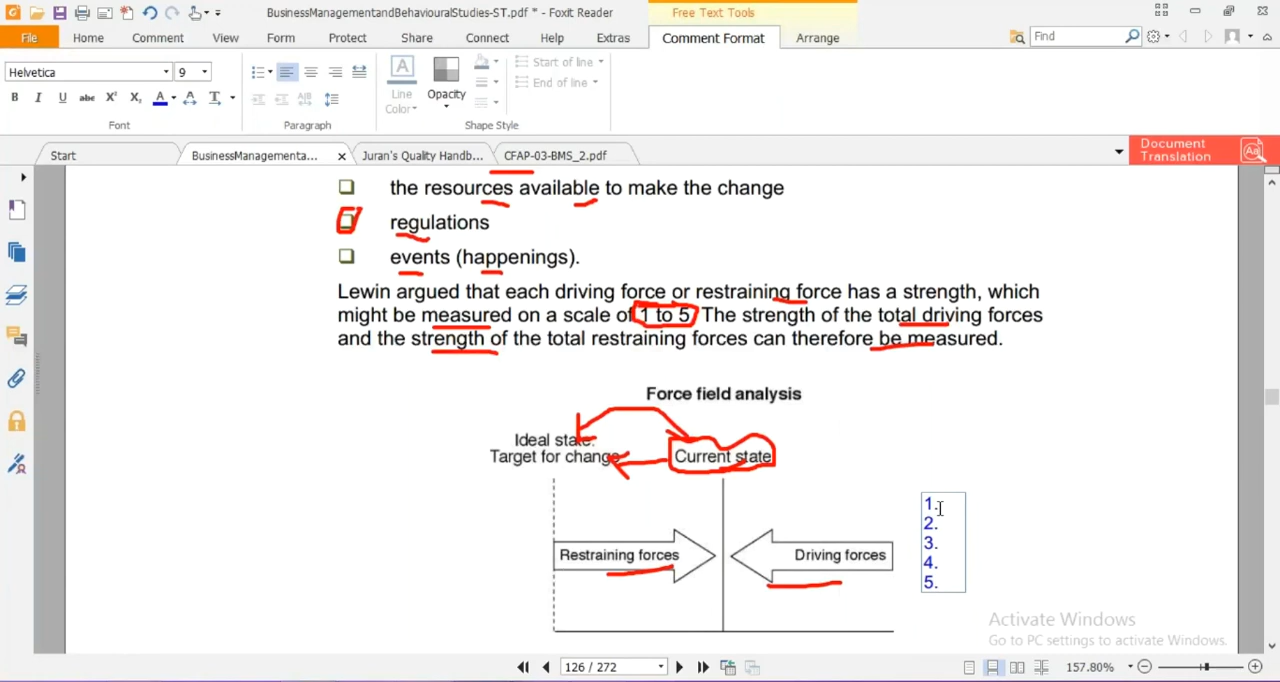 BusinessManagementandBehaviouralStudies-ST.pdf * - Foxit Reader
Free Text Tools
File Home Comment View Form Protect Share Connect Help Extras Comment Format Arrange
Find
Helvetica 9
Start of line
End of line
Line Color
Opacity
B I U abc X² X₂ A A T
Font Paragraph Shape Style
Start BusinessManagementa... x Juran's Quality Handb... CFAP-03-BMS_2.pdf
Document Translation
Aa
the resources available to make the change
regulations
events (happenings).
Lewin argued that each driving force or restraining force has a strength, which
might be measured on a scale of 1 to 5. The strength of the total driving forces
and the strength of the total restraining forces can therefore be measured.
Force field analysis
Ideal state:
Target for change
Current state
Restraining forces
Driving forces
1.
2.
3.
4.
5.
Activate Windows
Go to PC settings to activate Windows.
126 / 272
157.80%